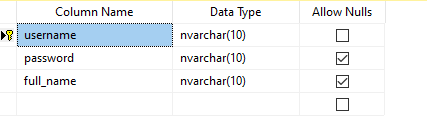 Column Name Data Type Allow Nulls
username nvarchar(10)
password nvarchar(10)
full_name nvarchar(10)